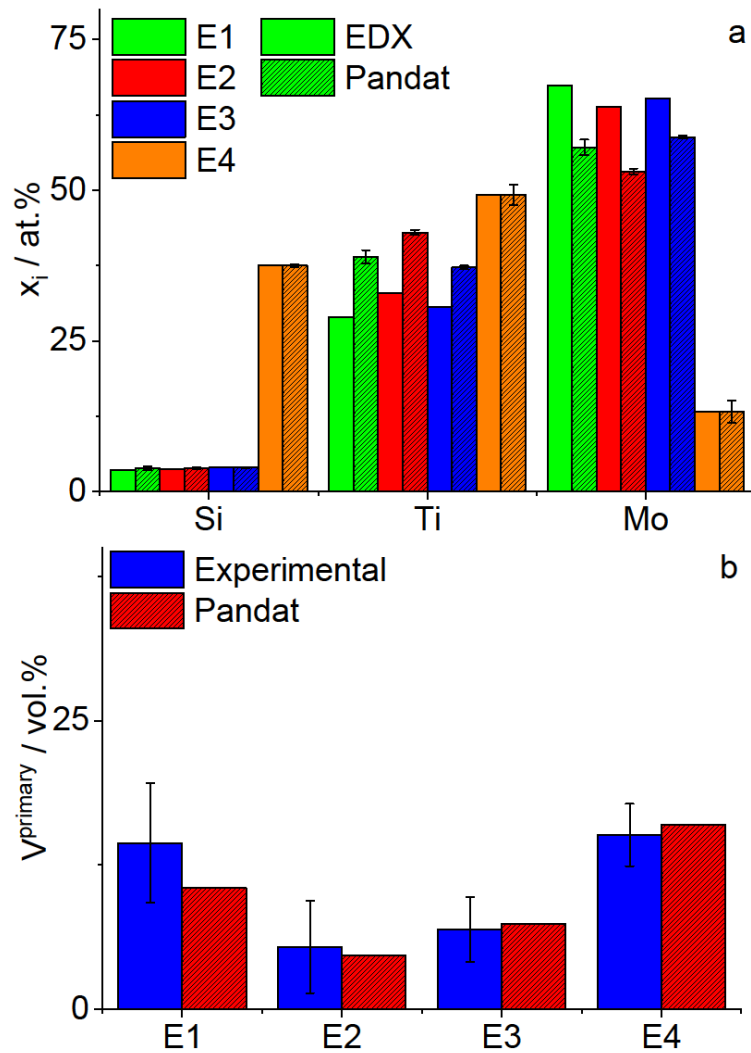 a
75
50
25
0
x_i / at.%
E1
E2
E3
E4
EDX
Pandat
Si Ti Mo
b
Experimental
Pandat
25
0
V^primary / vol.%
E1 E2 E3 E4